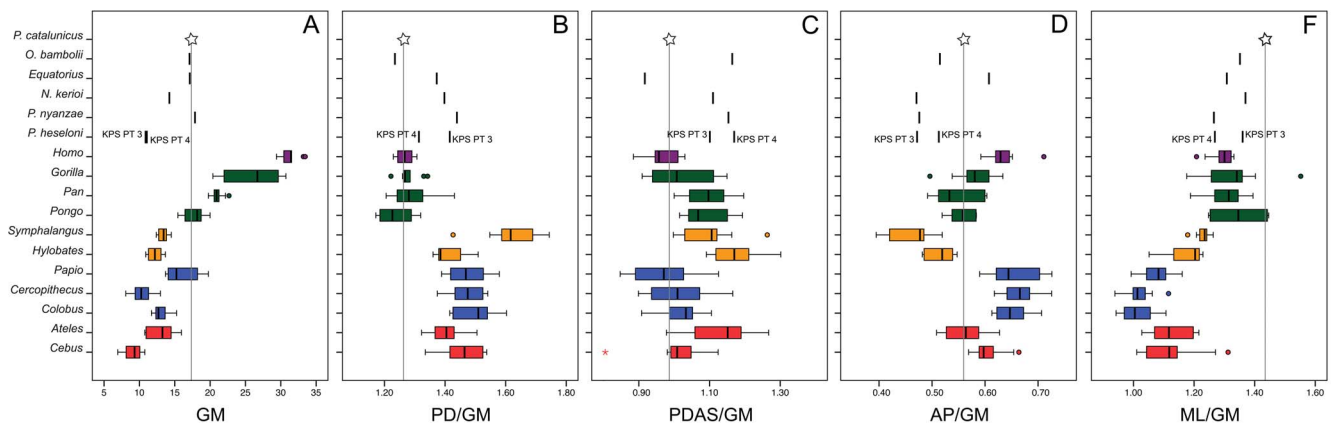 A
B
C
D
F
P. catalunicus
O. bambolii
Equatorius
N. kerioi
P. nyanzae
P. heseloni
Homo
Gorilla
Pan
Pongo
Symphalangus
Hylobates
Papio
Cercopithecus
Colobus
Ateles
Cebus
KPS PT 3
KPS PT 4
KPS PT 4
KPS PT 3
KPS PT 3
KPS PT 4
KPS PT 3
KPS PT 4
KPS PT 4
KPS PT 3
*
5 10 15 20 25 30 35
1.20 1.40 1.60 1.80
0.90 1.10 1.30
0.40 0.50 0.60 0.70
1.00 1.20 1.40
GM
PD/GM
PDAS/GM
AP/GM
ML/GM